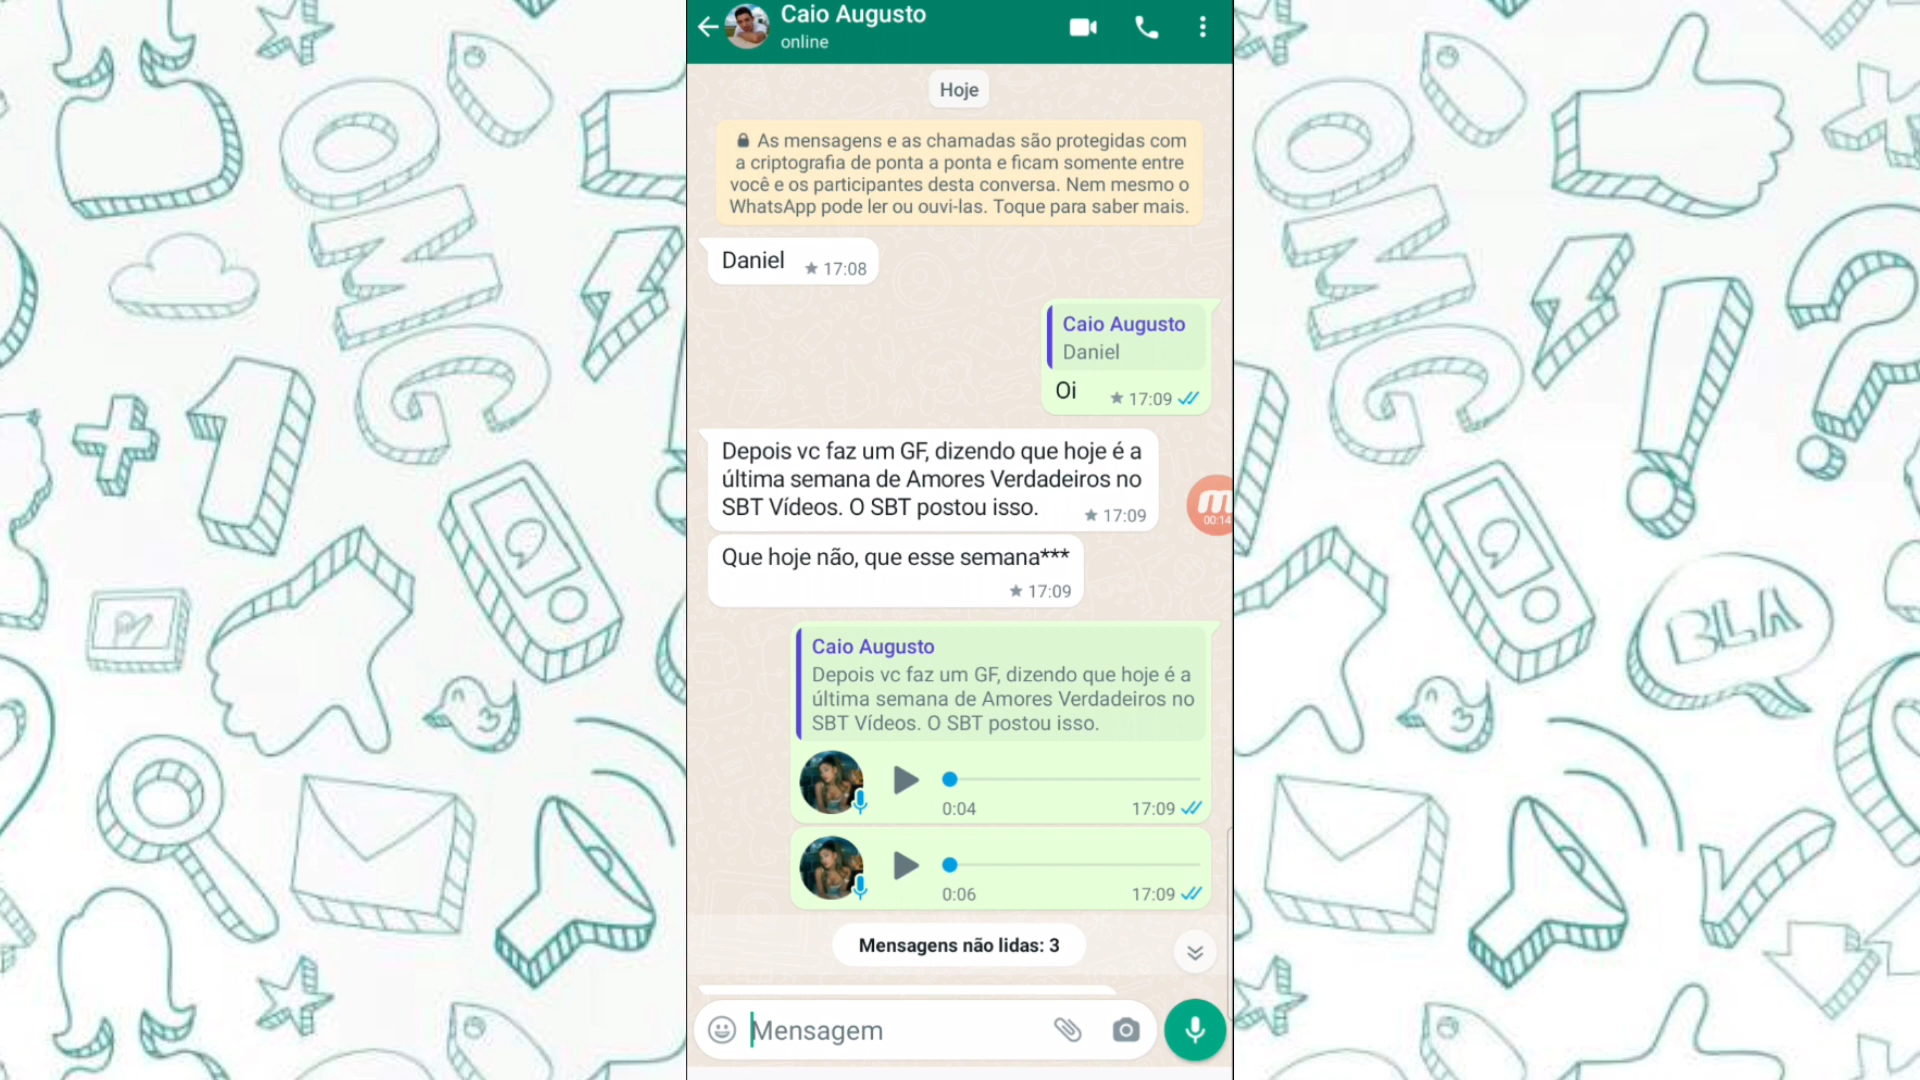 Caio Augusto
online
Hoje
As mensagens e as chamadas são protegidas com
a criptografia de ponta a ponta e ficam somente entre
você e os participantes desta conversa. Nem mesmo o
WhatsApp pode ler ou ouvi-las. Toque para saber mais.
Daniel 17:08
Caio Augusto
Daniel
Oi 17:09
Depois vc faz um GF, dizendo que hoje é a
última semana de Amores Verdadeiros no
SBT Vídeos. O SBT postou isso. 17:09
Que hoje não, que esse semana***
17:09
Caio Augusto
Depois vc faz um GF, dizendo que hoje é a
última semana de Amores Verdadeiros no
SBT Vídeos. O SBT postou isso.
0:04 17:09
0:06 17:09
Mensagens não lidas: 3
Mensagem
00:14
OMG
+1
OMG
BLA